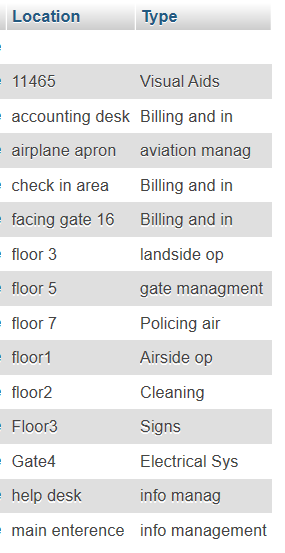 Location Type
11465 Visual Aids
accounting desk Billing and in
airplane apron aviation manag
check in area Billing and in
facing gate 16 Billing and in
floor 3 landside op
floor 5 gate managment
floor 7 Policing air
floor1 Airside op
floor2 Cleaning
Floor3 Signs
Gate4 Electrical Sys
help desk info manag
main enterence info management